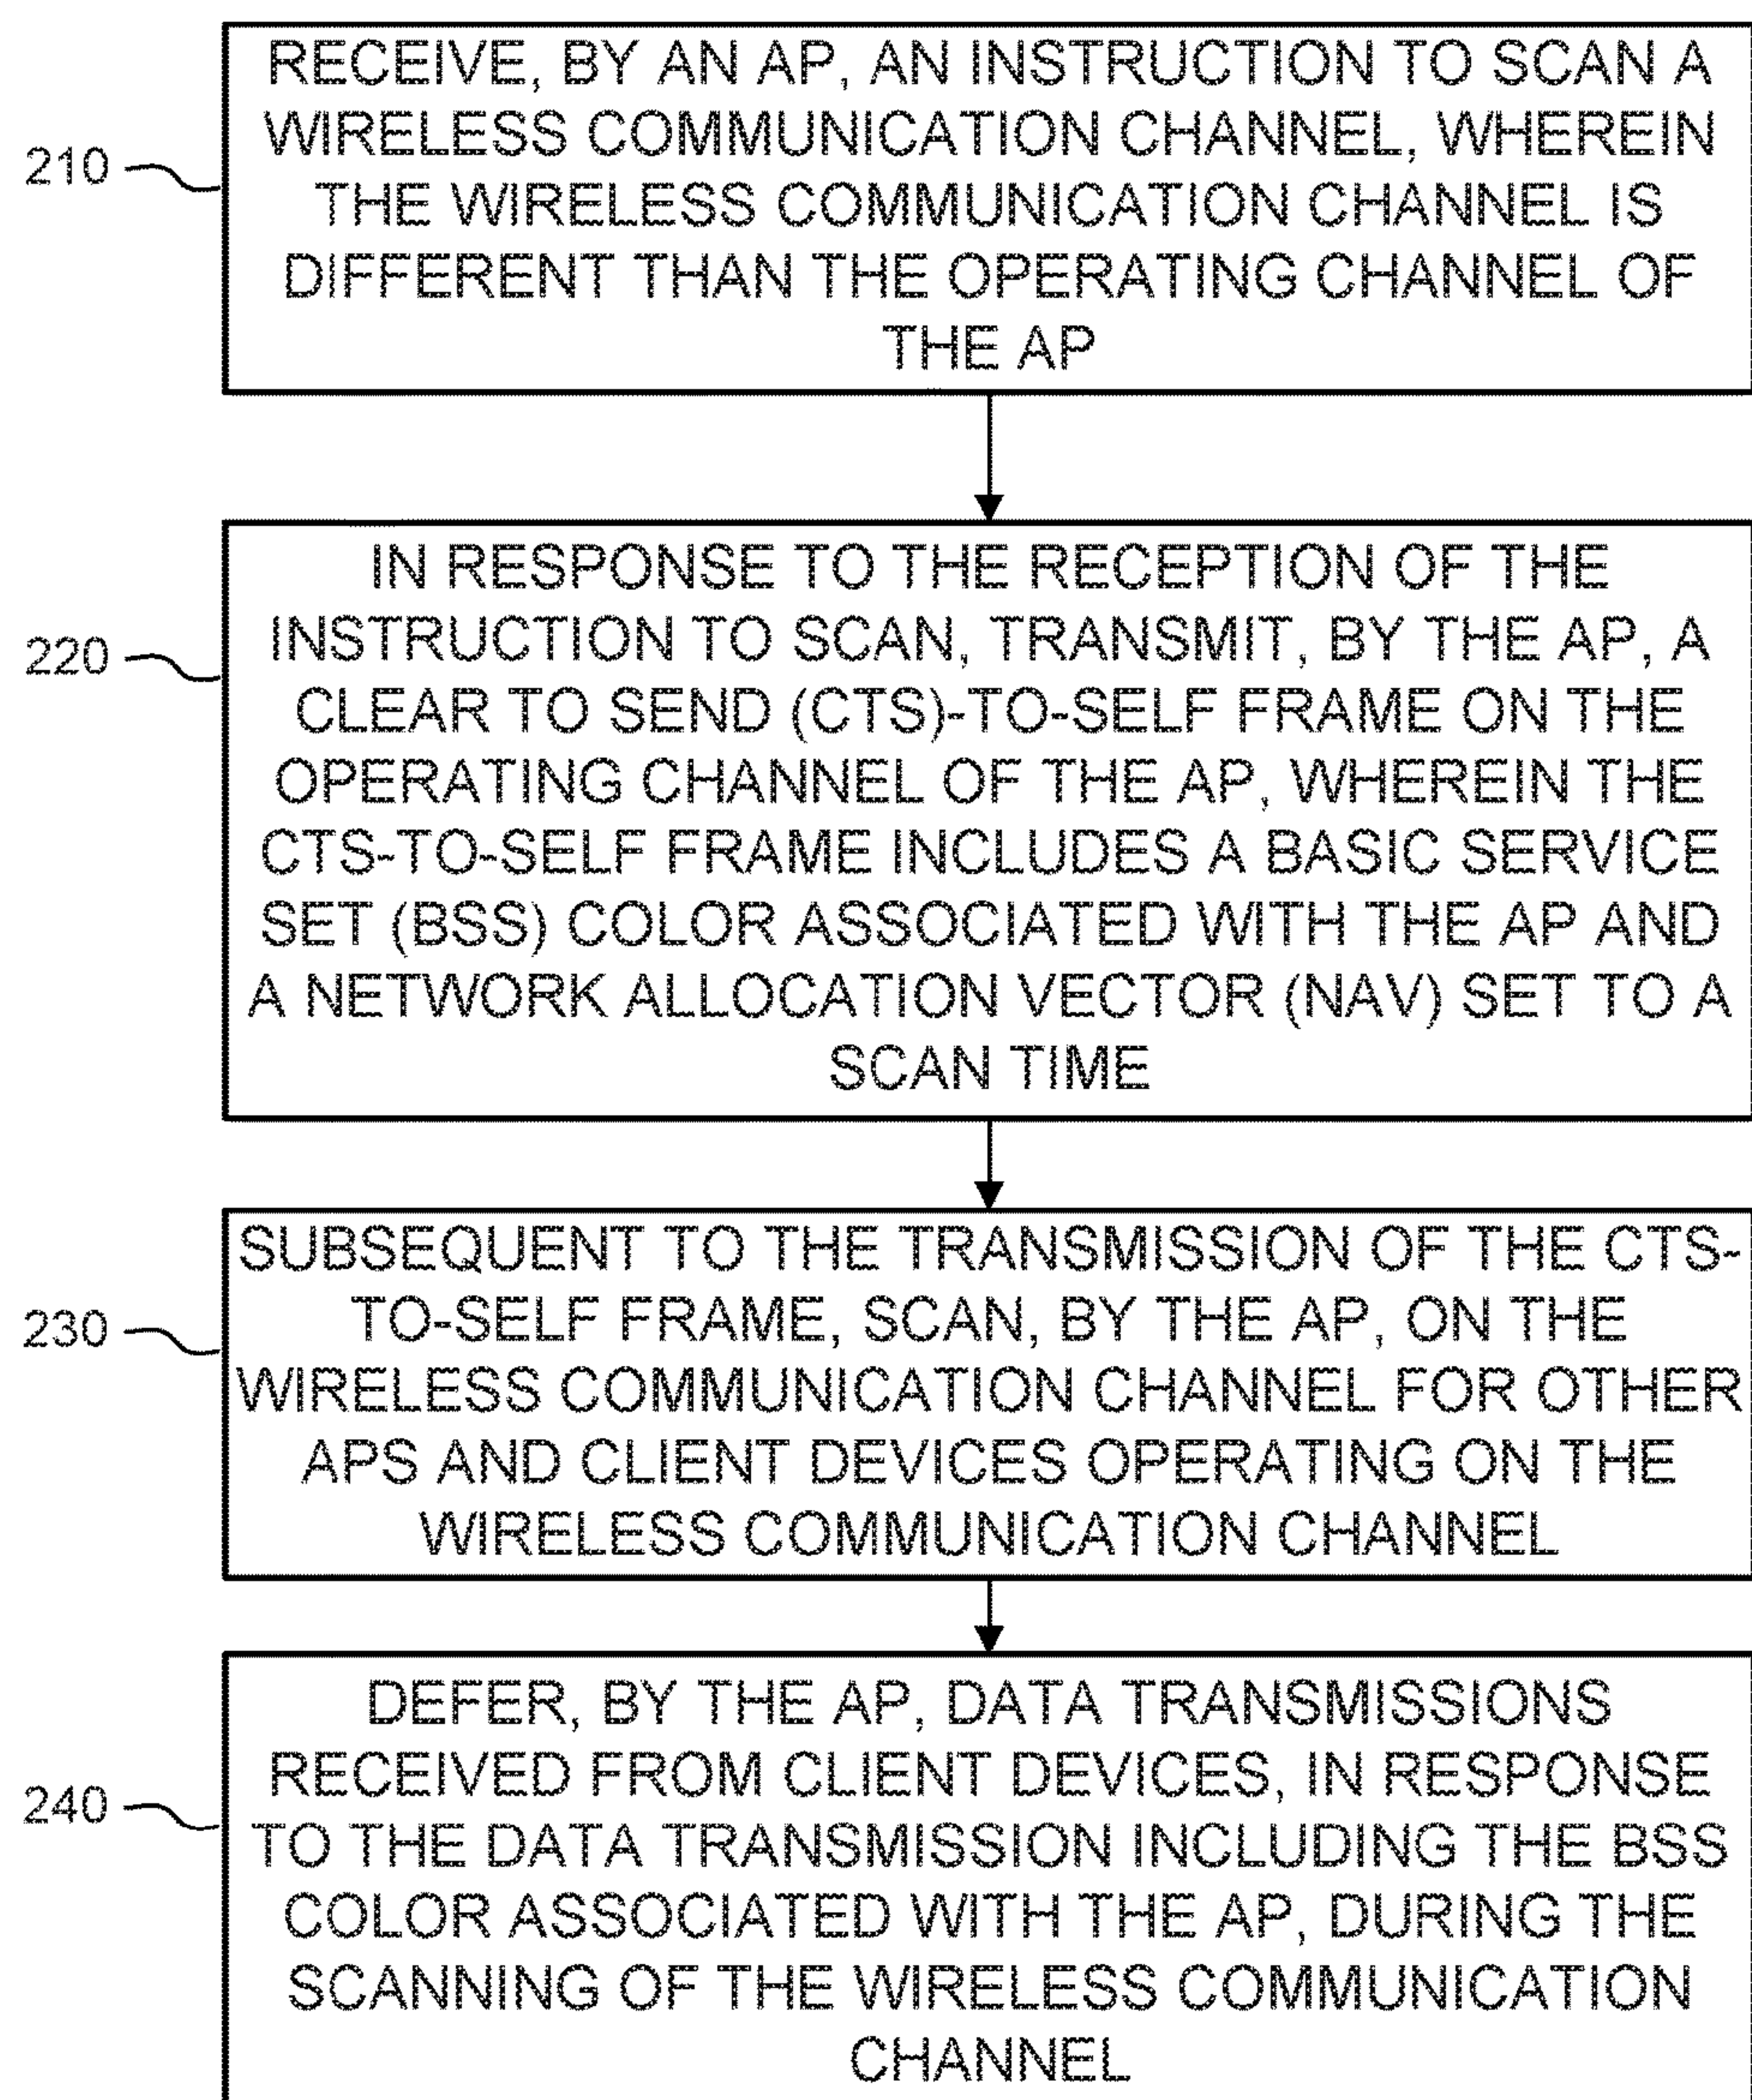 210
RECEIVE, BY AN AP, AN INSTRUCTION TO SCAN A
WIRELESS COMMUNICATION CHANNEL, WHEREIN
THE WIRELESS COMMUNICATION CHANNEL IS
DIFFERENT THAN THE OPERATING CHANNEL OF
THE AP
220
IN RESPONSE TO THE RECEPTION OF THE
INSTRUCTION TO SCAN, TRANSMIT, BY THE AP, A
CLEAR TO SEND (CTS)-TO-SELF FRAME ON THE
OPERATING CHANNEL OF THE AP, WHEREIN THE
CTS-TO-SELF FRAME INCLUDES A BASIC SERVICE
SET (BSS) COLOR ASSOCIATED WITH THE AP AND
A NETWORK ALLOCATION VECTOR (NAV) SET TO A
SCAN TIME
230
SUBSEQUENT TO THE TRANSMISSION OF THE CTS-
TO-SELF FRAME, SCAN, BY THE AP, ON THE
WIRELESS COMMUNICATION CHANNEL FOR OTHER
APS AND CLIENT DEVICES OPERATING ON THE
WIRELESS COMMUNICATION CHANNEL
240
DEFER, BY THE AP, DATA TRANSMISSIONS
RECEIVED FROM CLIENT DEVICES, IN RESPONSE
TO THE DATA TRANSMISSION INCLUDING THE BSS
COLOR ASSOCIATED WITH THE AP, DURING THE
SCANNING OF THE WIRELESS COMMUNICATION
CHANNEL